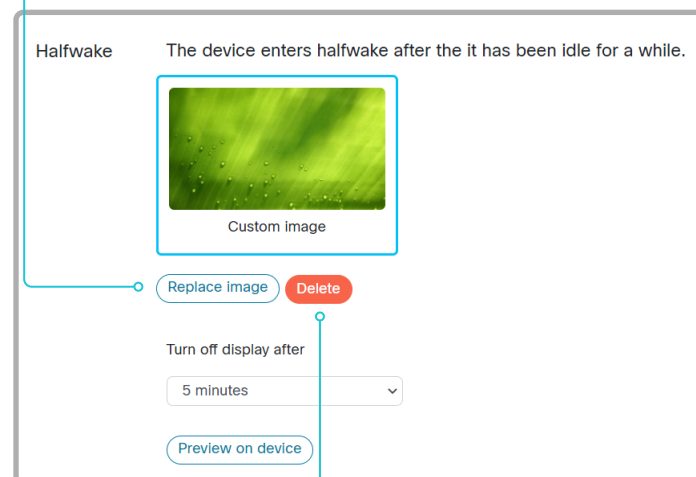 Halfwake The device enters halfwake after the it has been idle for a while.
Custom image
Replace image Delete
Turn off display after
5 minutes
Preview on device